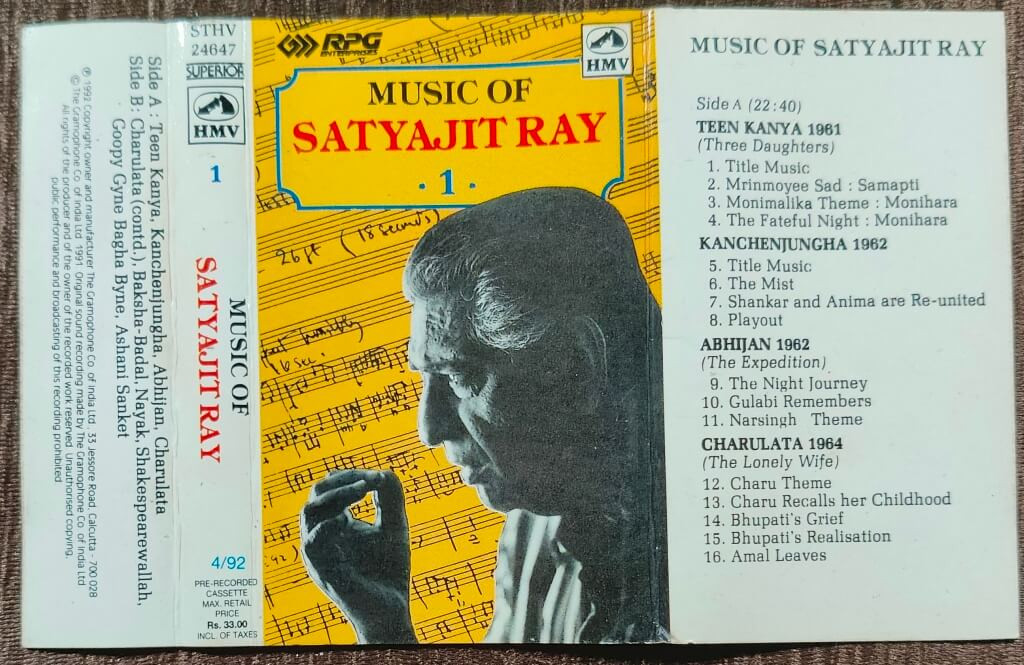 Side A : Teen Kanya, Kanchenjungha, Abhijan, Charulata
Side B: Charulata (contd.), Baksha-Badal, Nayak, Shakespearewallah,
Goopy Gyne Bagha Byne, Ashani Sanket
℗ 1992 Copyright owner and manufacturer The Gramophone Co. of India Ltd. 33 Jessore Road, Calcutta - 700 028
© The Gramophone Co. of India Ltd. 1991. Original sound recording made by The Gramophone Co. of India Ltd
All rights of the producer and of the owner of the recorded work reserved. Unauthorised copying,
public performance and broadcasting of this recording prohibited
STHV
24647
SUPERIOR
HMV
1
MUSIC OF
SATYAJIT RAY
4/92
PRE-RECORDED
CASSETTE
MAX. RETAIL
PRICE
Rs. 33.00
INCL. OF TAXES
RPG
ENTERPRISES
HMV
MUSIC OF
SATYAJIT RAY
· 1 ·
26 ft (18 seconds)
16 sec.
MUSIC OF SATYAJIT RAY
Side A (22:40)
TEEN KANYA 1961
(Three Daughters)
1. Title Music
2. Mrinmoyee Sad : Samapti
3. Monimalika Theme : Monihara
4. The Fateful Night : Monihara
KANCHENJUNGHA 1962
5. Title Music
6. The Mist
7. Shankar and Anima are Re-united
8. Playout
ABHIJAN 1962
(The Expedition)
9. The Night Journey
10. Gulabi Remembers
11. Narsingh Theme
CHARULATA 1964
(The Lonely Wife)
12. Charu Theme
13. Charu Recalls her Childhood
14. Bhupati's Grief
15. Bhupati's Realisation
16. Amal Leaves